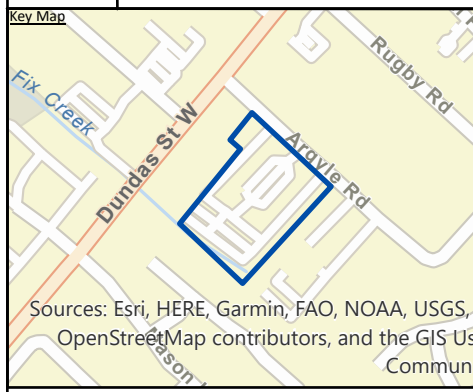 Key Map
Fix Creek
Dundas St W
Rugby Rd
Argyle Rd
Sources: Esri, HERE, Garmin, FAO, NOAA, USGS,
OpenStreetMap contributors, and the GIS Us
Commun